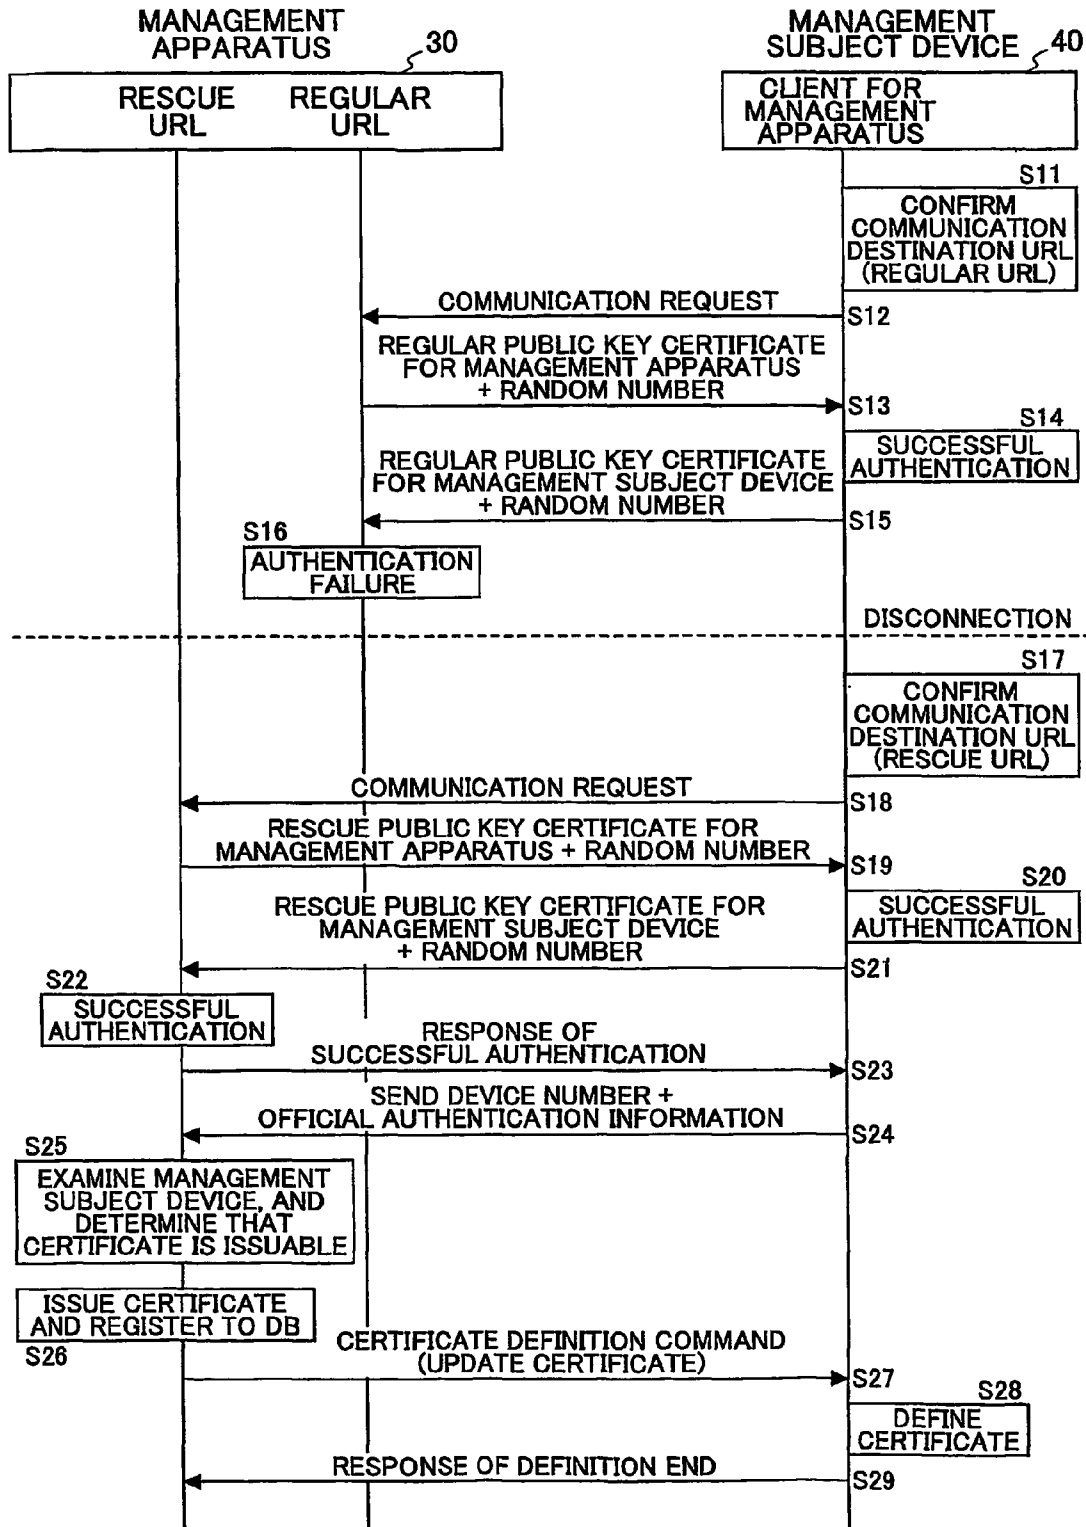 MANAGEMENT
APPARATUS
30
MANAGEMENT
SUBJECT DEVICE
40
RESCUE
URL
REGULAR
URL
CLIENT FOR
MANAGEMENT
APPARATUS
S11
CONFIRM
COMMUNICATION
DESTINATION URL
(REGULAR URL)
COMMUNICATION REQUEST
S12
REGULAR PUBLIC KEY CERTIFICATE
FOR MANAGEMENT APPARATUS
+ RANDOM NUMBER
S13
S14
SUCCESSFUL
AUTHENTICATION
REGULAR PUBLIC KEY CERTIFICATE
FOR MANAGEMENT SUBJECT DEVICE
+ RANDOM NUMBER
S15
S16
AUTHENTICATION
FAILURE
DISCONNECTION
S17
CONFIRM
COMMUNICATION
DESTINATION URL
(RESCUE URL)
COMMUNICATION REQUEST
S18
RESCUE PUBLIC KEY CERTIFICATE FOR
MANAGEMENT APPARATUS + RANDOM NUMBER
S19
S20
SUCCESSFUL
AUTHENTICATION
RESCUE PUBLIC KEY CERTIFICATE FOR
MANAGEMENT SUBJECT DEVICE
+ RANDOM NUMBER
S21
S22
SUCCESSFUL
AUTHENTICATION
RESPONSE OF
SUCCESSFUL AUTHENTICATION
S23
SEND DEVICE NUMBER +
OFFICIAL AUTHENTICATION INFORMATION
S24
S25
EXAMINE MANAGEMENT
SUBJECT DEVICE, AND
DETERMINE THAT
CERTIFICATE IS ISSUABLE
ISSUE CERTIFICATE
AND REGISTER TO DB
S26
CERTIFICATE DEFINITION COMMAND
(UPDATE CERTIFICATE)
S27
S28
DEFINE
CERTIFICATE
RESPONSE OF DEFINITION END
S29